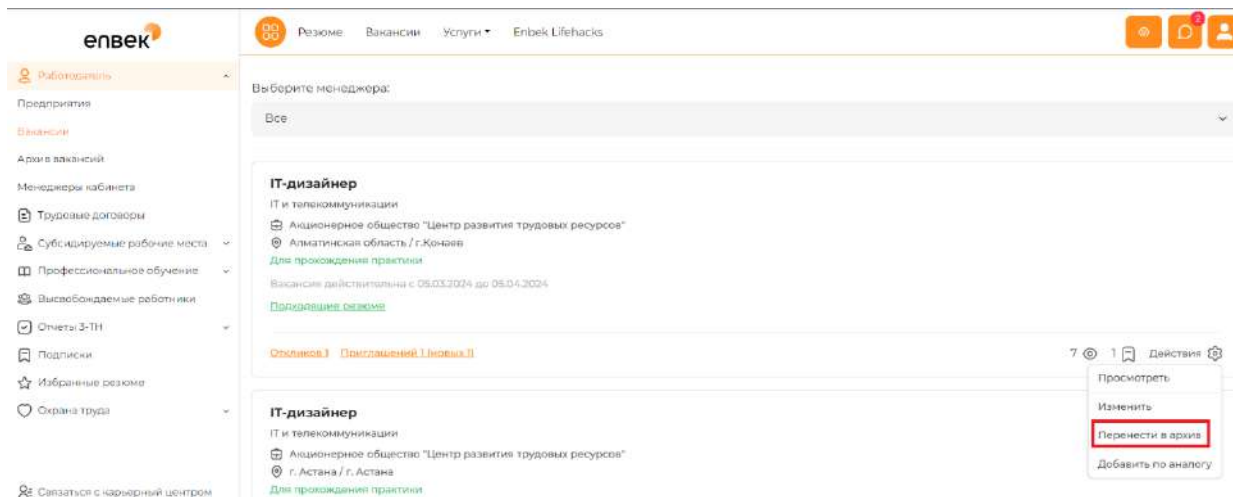 enbek
Работодатель
Предприятия
Вакансии
Архив вакансий
Менеджеры кабинета
Трудовые договоры
Субсидируемые рабочие места
Профессиональное обучение
Высвобождаемые работники
Отчеты 3-ТН
Подписки
Избранные резюме
Охрана труда
Связаться с карьерный центром
Резюме Вакансии Услуги Enbek Lifehacks
2
Выберите менеджера:
Все
IT-дизайнер
IT и телекоммуникации
Акционерное общество "Центр развития трудовых ресурсов"
Алматинская область / г.Қонаев
Для прохождения практики
Вакансия действительна с 05.03.2024 до 05.04.2024
Подходящие резюме
Откликов 1 Приглашений 1 (новых 1)
7 1 Действия
Просмотреть
Изменить
Перенести в архив
Добавить по аналогу
IT-дизайнер
IT и телекоммуникации
Акционерное общество "Центр развития трудовых ресурсов"
г. Астана / г. Астана
Для прохождения практики